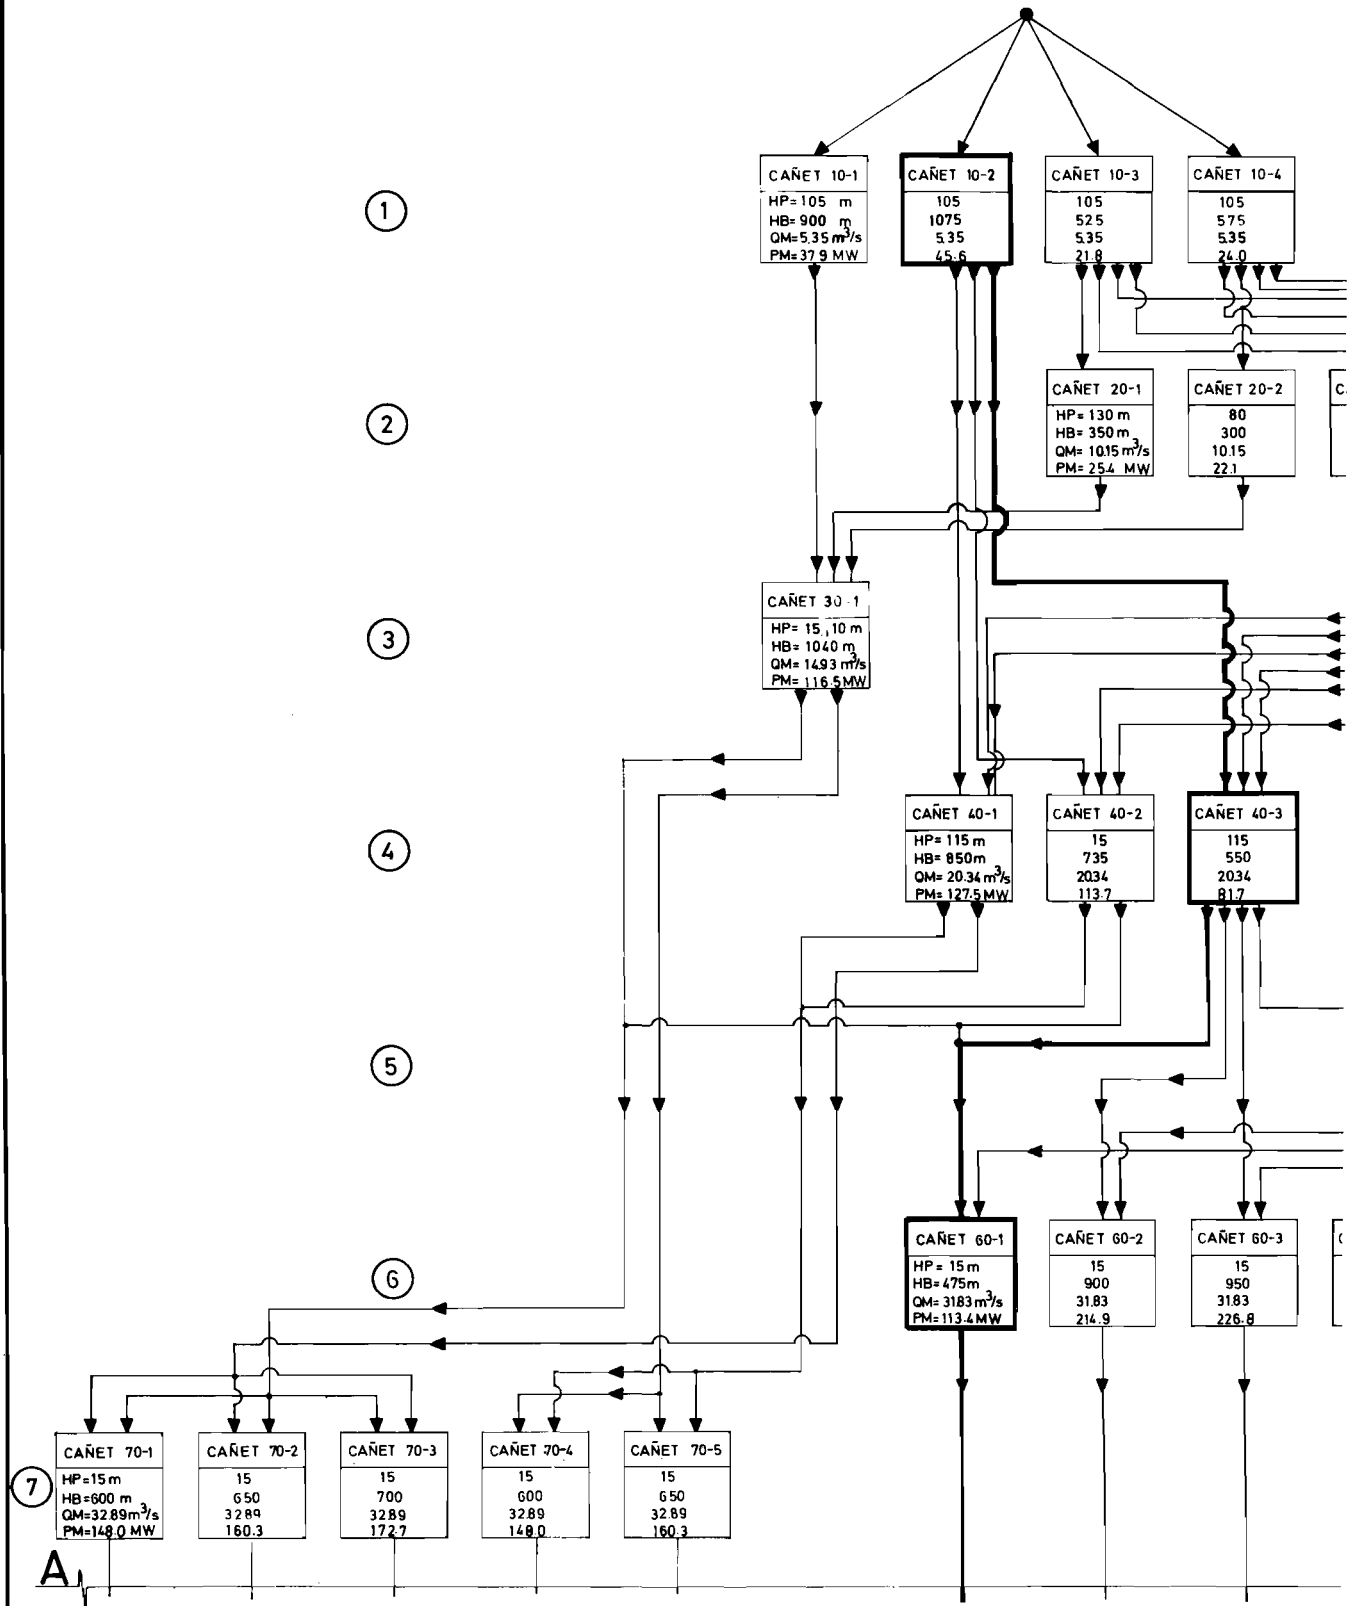 1
CAÑET 10-1
HP= 105 m
HB= 900 m
QM= 5.35 m³/s
PM= 37.9 MW
CAÑET 10-2
105
1075
5.35
45.6
CAÑET 10-3
105
525
5.35
21.8
CAÑET 10-4
105
575
5.35
24.0
2
CAÑET 20-1
HP= 130 m
HB= 350 m
QM= 10.15 m³/s
PM= 25.4 MW
CAÑET 20-2
80
300
10.15
22.1
C
3
CAÑET 30-1
HP= 15, 10 m
HB= 1040 m
QM= 14.93 m³/s
PM= 116.5 MW
4
CAÑET 40-1
HP= 115 m
HB= 850m
QM= 20.34 m³/s
PM= 127.5 MW
CAÑET 40-2
15
735
20.34
113.7
CAÑET 40-3
115
550
20.34
81.7
5
6
CAÑET 60-1
HP= 15 m
HB= 475m
QM= 31.83 m³/s
PM= 113.4 MW
CAÑET 60-2
15
900
31.83
214.9
CAÑET 60-3
15
950
31.83
226.8
7
CAÑET 70-1
HP=15 m
HB=600 m
QM=32.89 m³/s
PM=148.0 MW
CAÑET 70-2
15
650
32.89
160.3
CAÑET 70-3
15
700
32.89
172.7
CAÑET 70-4
15
600
32.89
148.0
CAÑET 70-5
15
650
32.89
160.3
A